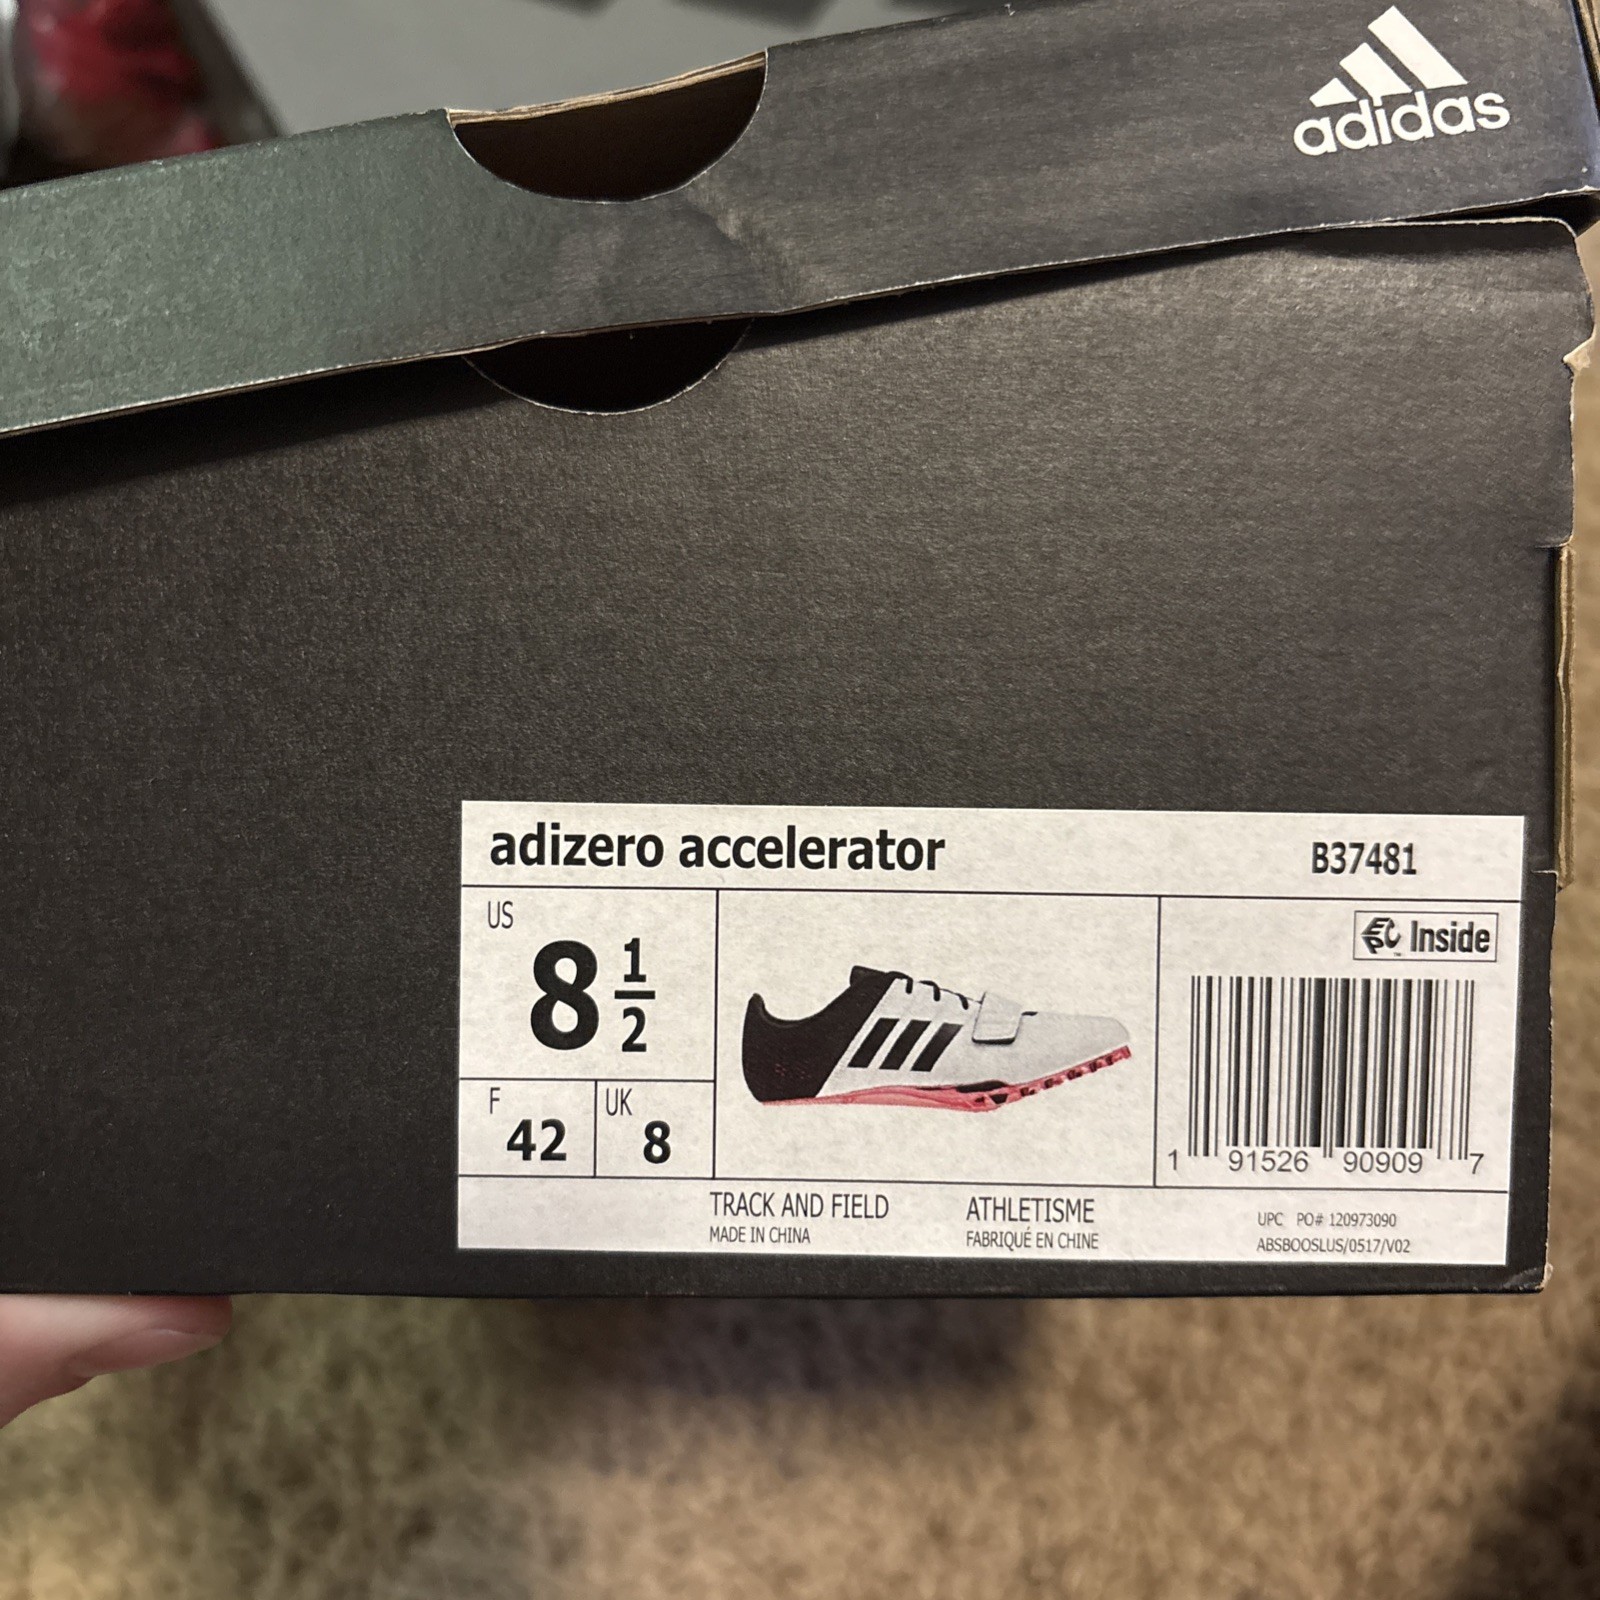 adidas
adizero accelerator B37481
US
8 1/2
F 42
UK 8
EPC Inside
1 91526 90909 7
TRACK AND FIELD ATHLETISME
MADE IN CHINA FABRIQUÉ EN CHINE
UPC PO# 120973090
ABSBOOSLUS/0517/V02